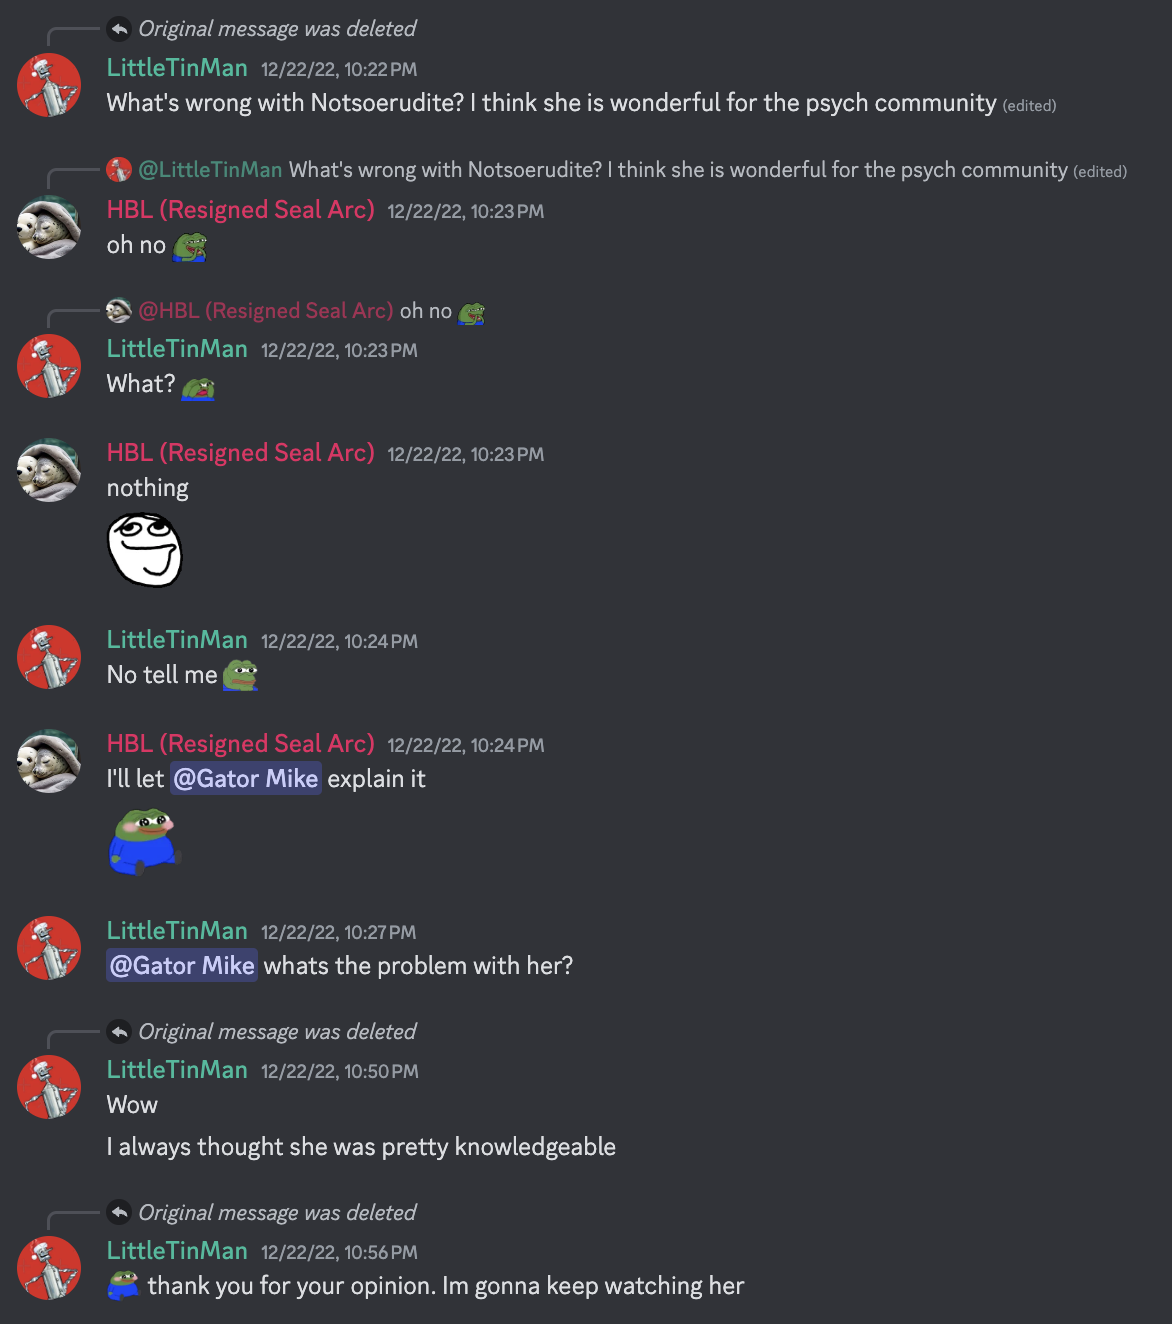 Original message was deleted
LittleTinMan 12/22/22, 10:22 PM
What's wrong with Notsoerudite? I think she is wonderful for the psych community (edited)
@LittleTinMan What's wrong with Notsoerudite? I think she is wonderful for the psych community (edited)
HBL (Resigned Seal Arc) 12/22/22, 10:23 PM
oh no
@HBL (Resigned Seal Arc) oh no
LittleTinMan 12/22/22, 10:23 PM
What?
HBL (Resigned Seal Arc) 12/22/22, 10:23 PM
nothing
LittleTinMan 12/22/22, 10:24 PM
No tell me
HBL (Resigned Seal Arc) 12/22/22, 10:24 PM
I'll let @Gator Mike explain it
LittleTinMan 12/22/22, 10:27 PM
@Gator Mike whats the problem with her?
Original message was deleted
LittleTinMan 12/22/22, 10:50 PM
Wow
I always thought she was pretty knowledgeable
Original message was deleted
LittleTinMan 12/22/22, 10:56 PM
thank you for your opinion. Im gonna keep watching her